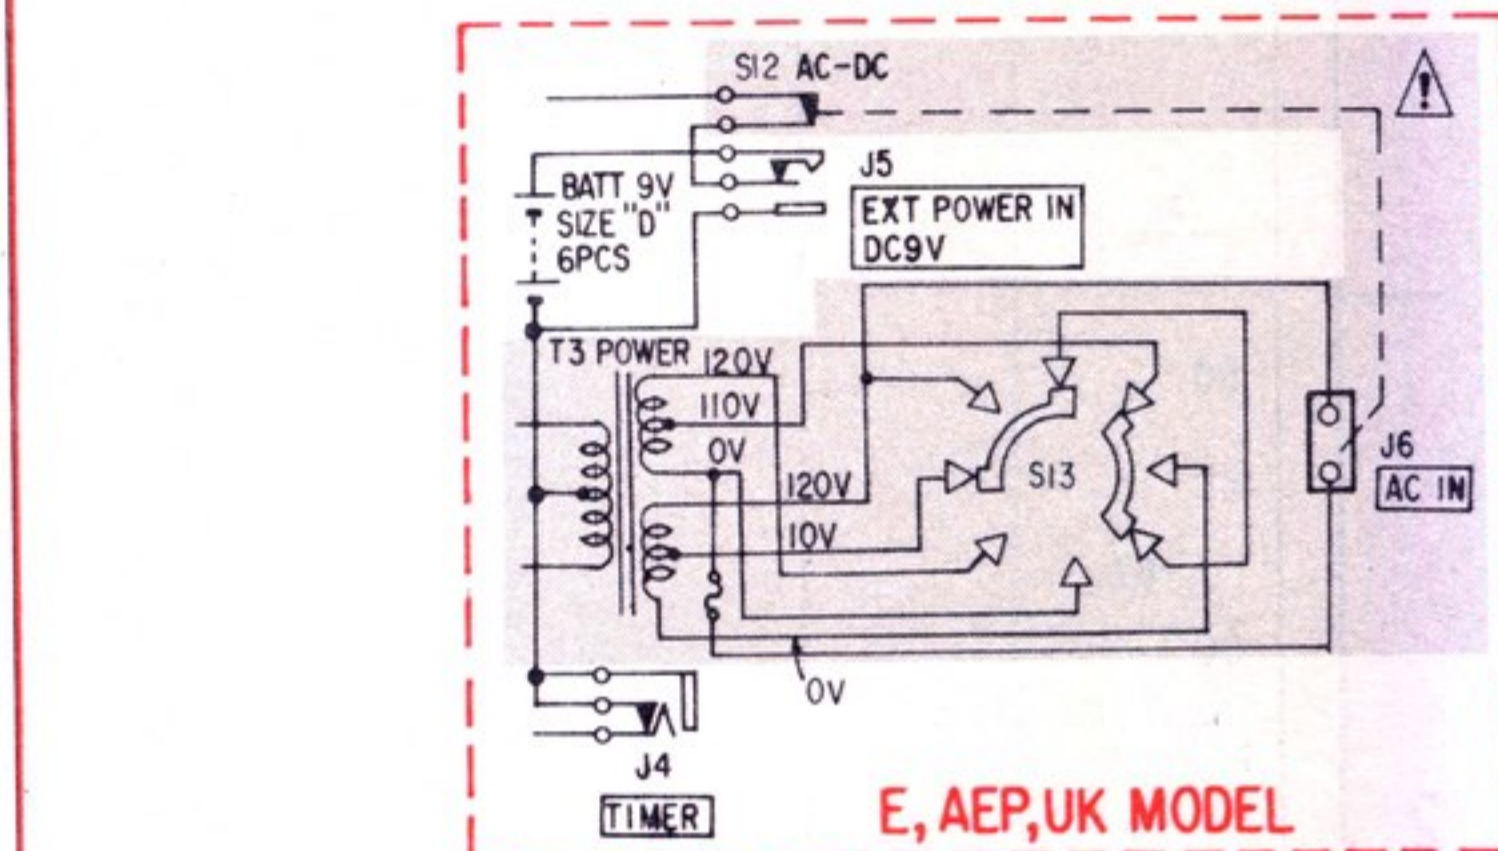 S12 AC-DC
J5
EXT POWER IN
DC9V
BATT 9V
SIZE "D"
6PCS
T3 POWER
120V
110V
0V
120V
10V
S13
J6
AC IN
0V
J4
TIMER
E, AEP, UK MODEL